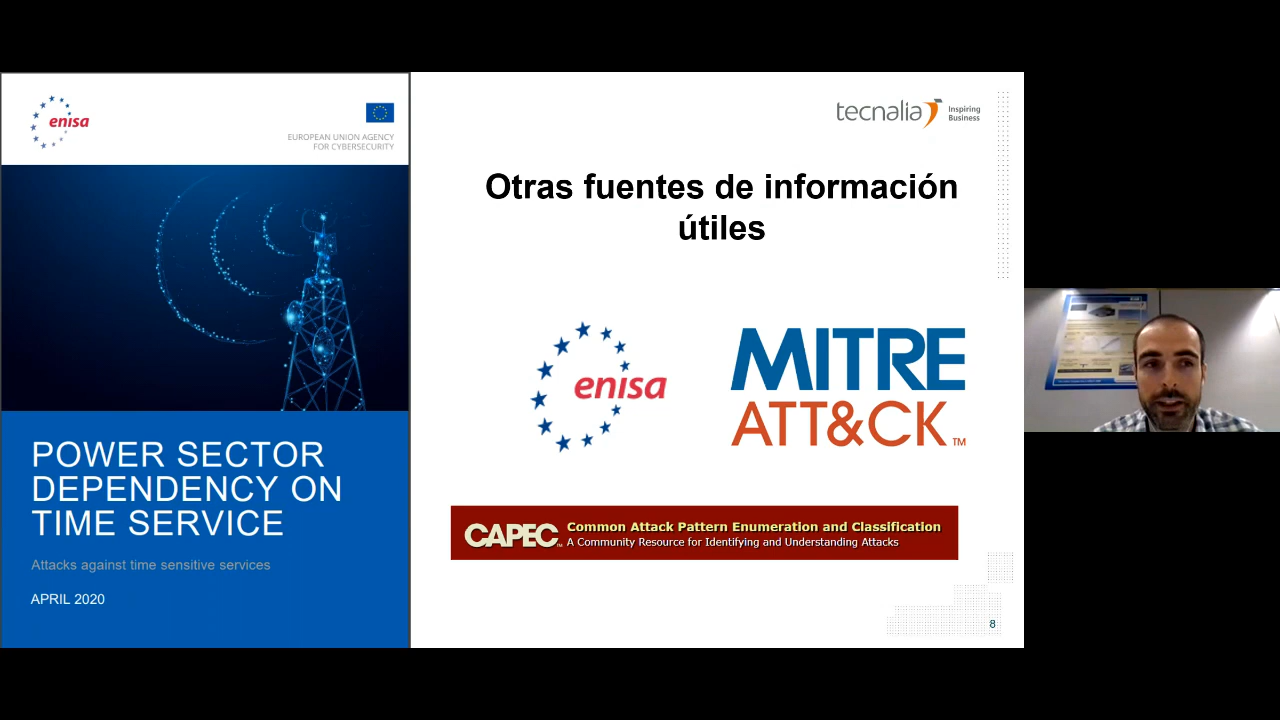 enisa
EUROPEAN UNION AGENCY
FOR CYBERSECURITY
POWER SECTOR
DEPENDENCY ON
TIME SERVICE
Attacks against time sensitive services
APRIL 2020
tecnalia Inspiring
Business
Otras fuentes de información
útiles
enisa
MITRE
ATT&CK™
CAPEC™ Common Attack Pattern Enumeration and Classification
A Community Resource for Identifying and Understanding Attacks
8